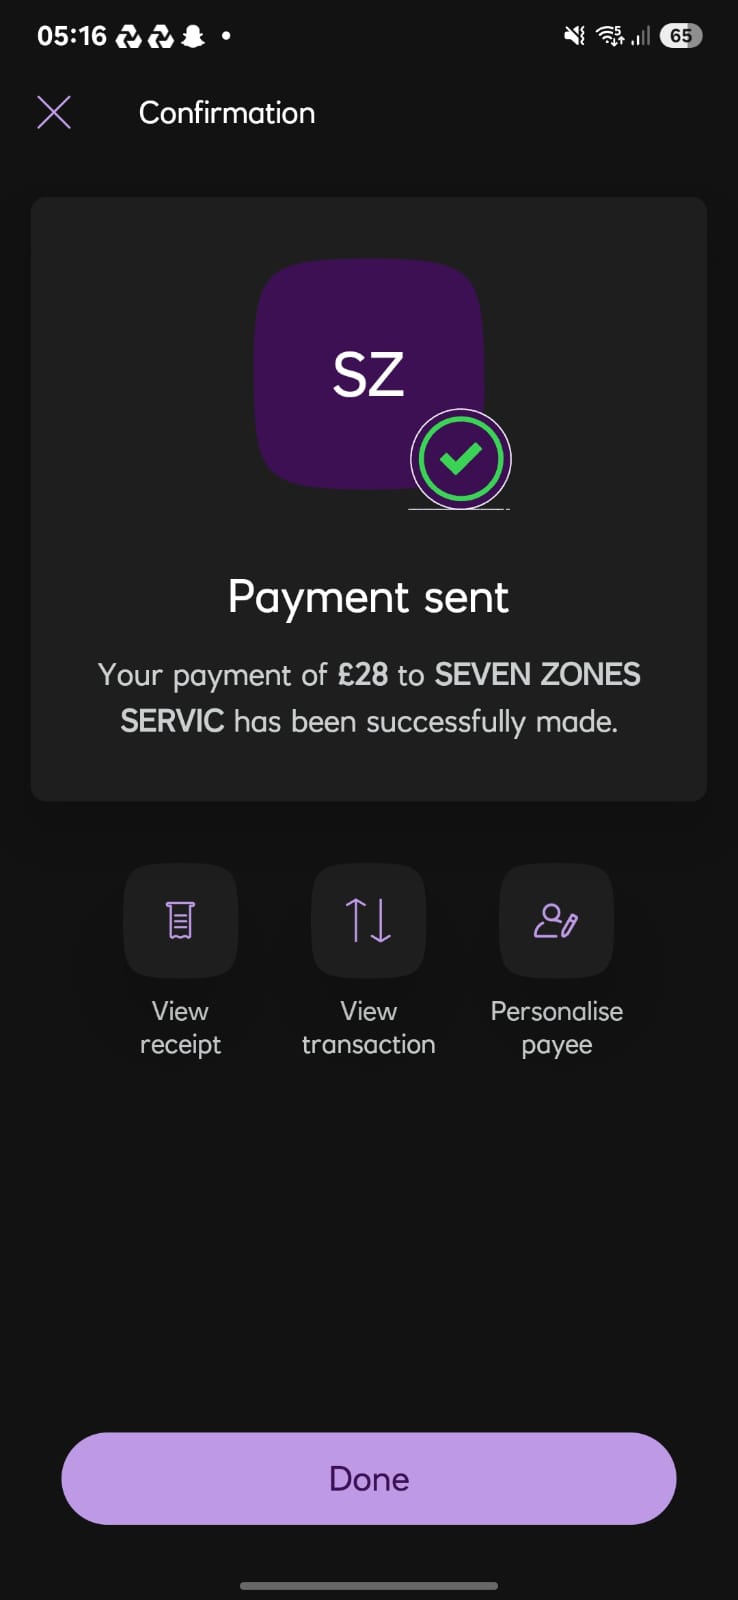 05:16
65
Confirmation
SZ
Payment sent
Your payment of £28 to SEVEN ZONES
SERVIC has been successfully made.
View
receipt
View
transaction
Personalise
payee
Done